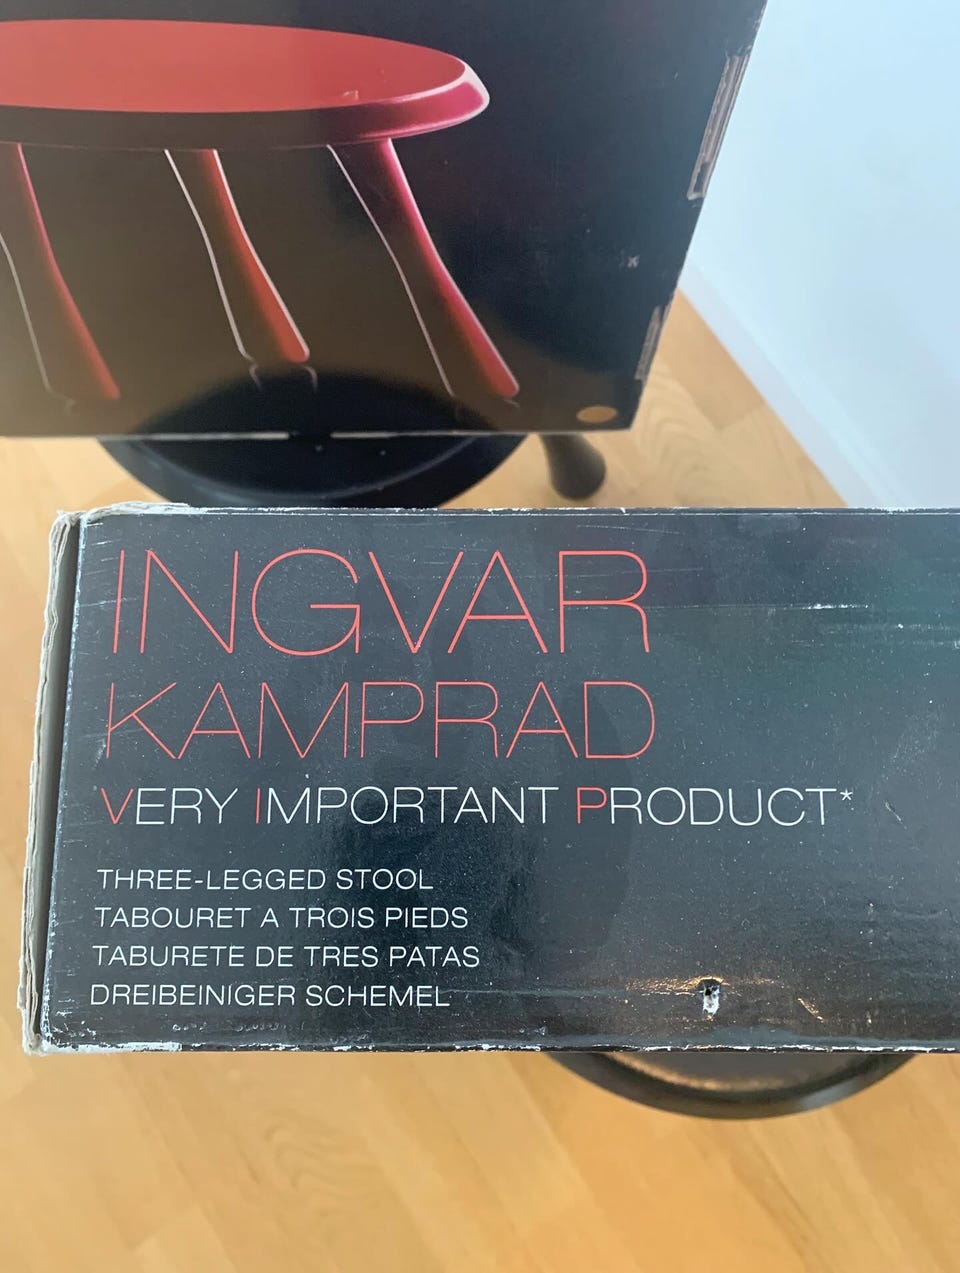 INGVAR
KAMPRAD
VERY IMPORTANT PRODUCT*
THREE-LEGGED STOOL
TABOURET A TROIS PIEDS
TABURETE DE TRES PATAS
DREIBEINIGER SCHEMEL